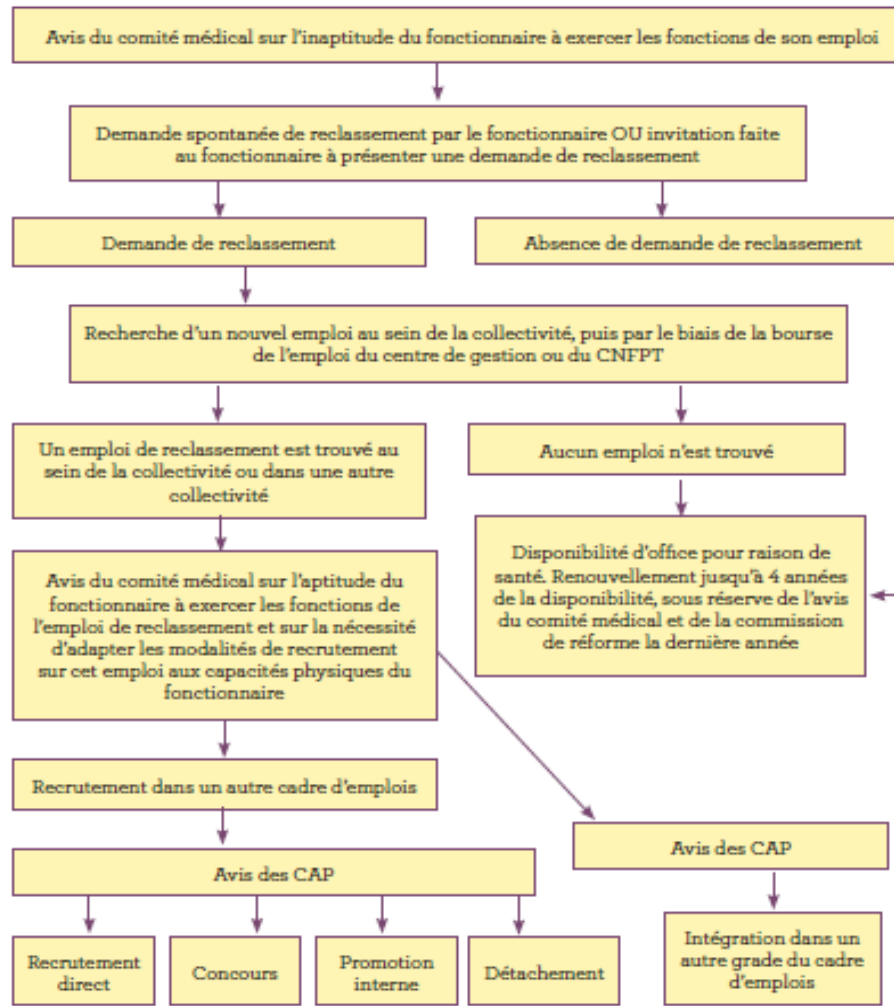 Avis du comité médical sur l'inaptitude du fonctionnaire à exercer les fonctions de son emploi
Demande spontanée de reclassement par le fonctionnaire OU invitation faite
au fonctionnaire à présenter une demande de reclassement
Demande de reclassement
Absence de demande de reclassement
Recherche d'un nouvel emploi au sein de la collectivité, puis par le biais de la bourse
de l'emploi du centre de gestion ou du CNFPT
Un emploi de reclassement est trouvé au
sein de la collectivité ou dans une autre
collectivité
Aucun emploi n'est trouvé
Disponibilité d'office pour raison de
santé. Renouvellement jusqu'à 4 années
de la disponibilité, sous réserve de l'avis
du comité médical et de la commission
de réforme la dernière année
Avis du comité médical sur l'aptitude du
fonctionnaire à exercer les fonctions de
l'emploi de reclassement et sur la nécessité
d'adapter les modalités de recrutement
sur cet emploi aux capacités physiques du
fonctionnaire
Recrutement dans un autre cadre d'emplois
Avis des CAP
Avis des CAP
Recrutement
direct
Concours
Promotion
interne
Détachement
Intégration dans un
autre grade du cadre
d'emplois